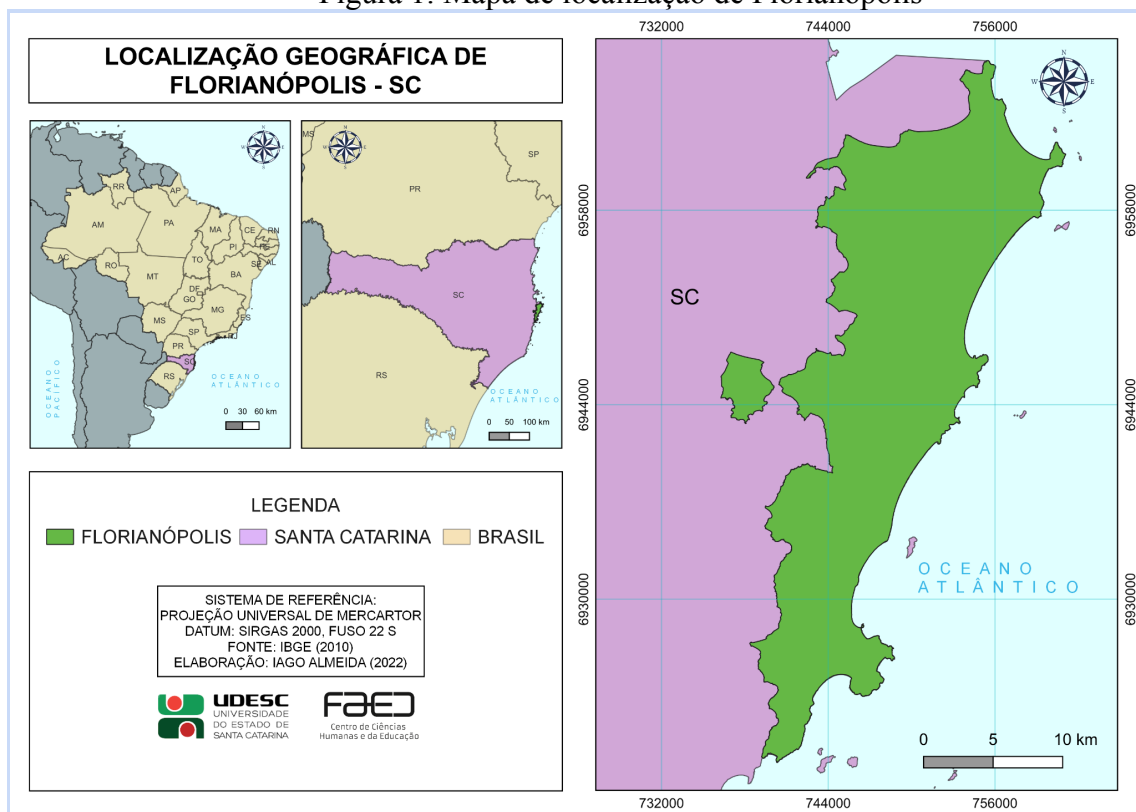 Figura 1: Mapa de localização de Florianópolis
LOCALIZAÇÃO GEOGRÁFICA DE
FLORIANÓPOLIS - SC
N
W
E
S
RR
AP
AM
PA
MA
CE
RN
PI
AC
RO
TO
SE
AL
MT
BA
DF
GO
MG
MS
ES
SP
RJ
PR
SC
RS
OCEANO
PACÍFICO
OCEANO
ATLÂNTICO
0 30 60 km
MS
N
W
E
S
SP
PR
SC
RS
OCEANO
ATLÂNTICO
0 50 100 km
LEGENDA
FLORIANÓPOLIS SANTA CATARINA BRASIL
SISTEMA DE REFERÊNCIA:
PROJEÇÃO UNIVERSAL DE MERCARTOR
DATUM: SIRGAS 2000, FUSO 22 S
FONTE: IBGE (2010)
ELABORAÇÃO: IAGO ALMEIDA (2022)
UDESC
UNIVERSIDADE
DO ESTADO DE
SANTA CATARINA
FAED
Centro de Ciências
Humanas e da Educação
732000 744000 756000
N
W
E
S
6958000 6958000
SC
6944000 6944000
OCEANO
ATLÂNTICO
6930000 6930000
0 5 10 km
732000 744000 756000